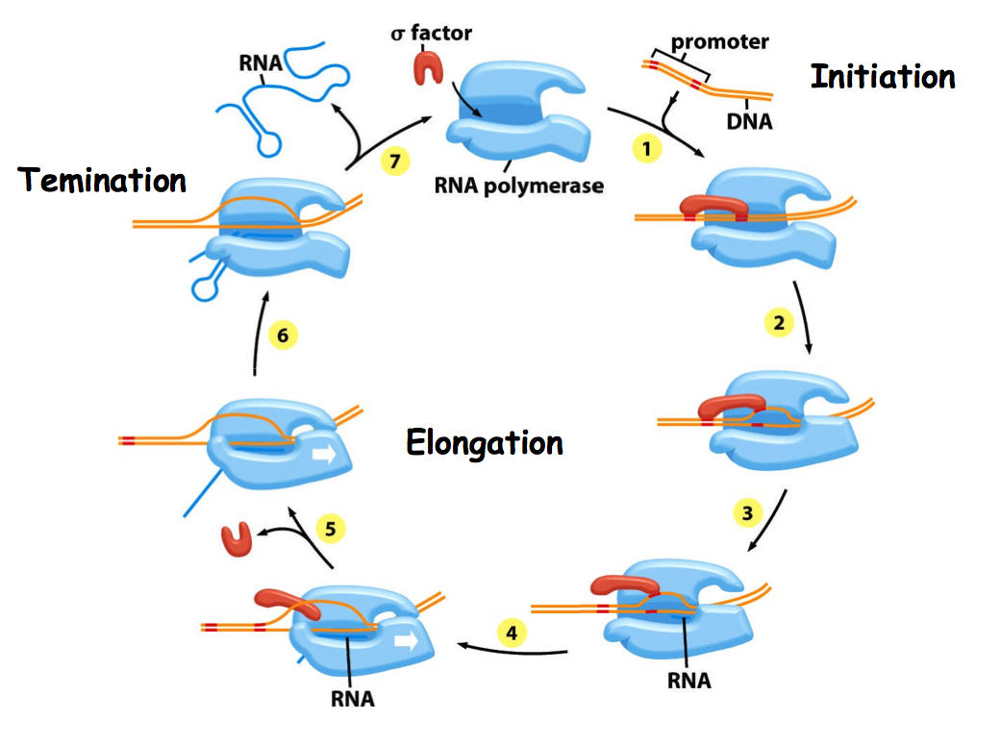 σ factor
promoter
Initiation
RNA
DNA
1
7
RNA polymerase
Temination
2
6
Elongation
3
5
4
RNA
RNA